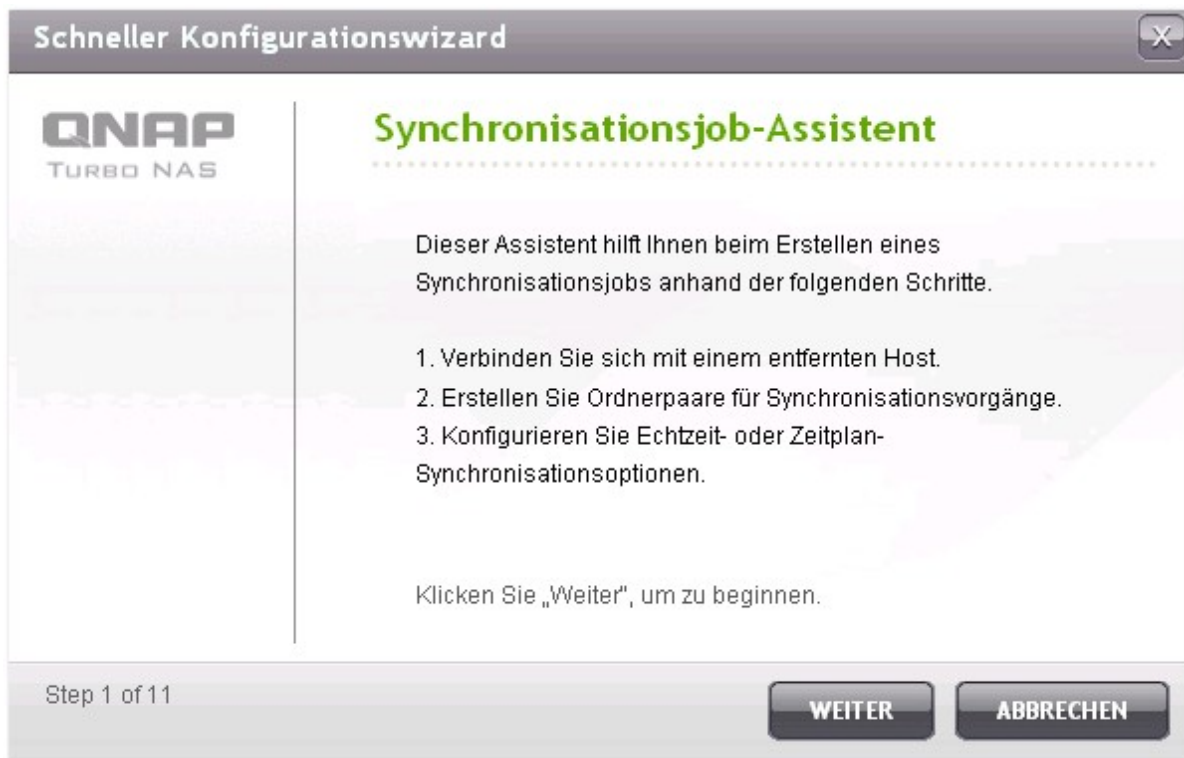 Schneller Konfigurationswizard
X
QNAP
TURBO NAS
Synchronisationsjob-Assistent
Dieser Assistent hilft Ihnen beim Erstellen eines
Synchronisationsjobs anhand der folgenden Schritte.
1. Verbinden Sie sich mit einem entfernten Host.
2. Erstellen Sie Ordnerpaare für Synchronisationsvorgänge.
3. Konfigurieren Sie Echtzeit- oder Zeitplan-
Synchronisationsoptionen.
Klicken Sie „Weiter", um zu beginnen.
Step 1 of 11
WEITER
ABBRECHEN